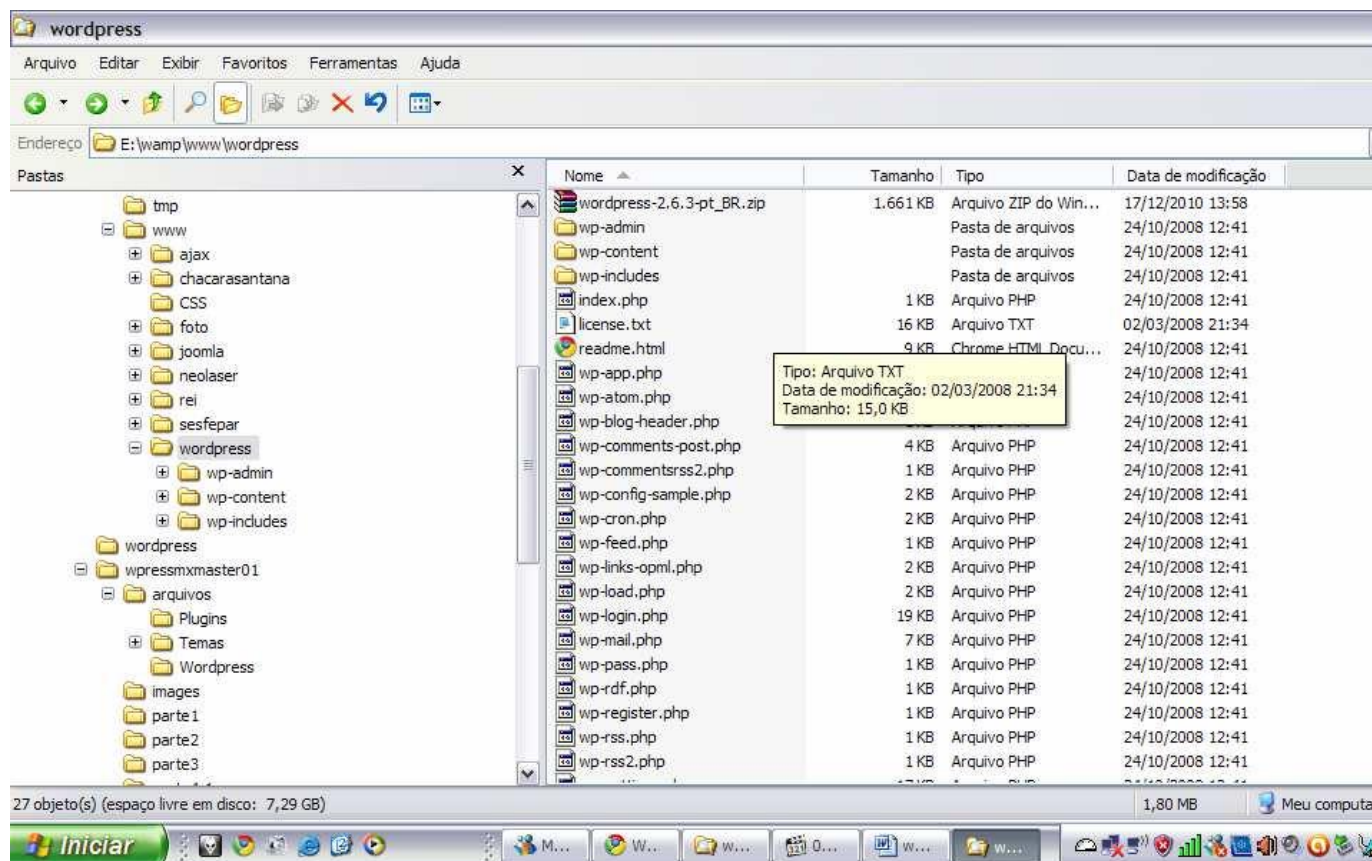 wordpress
Arquivo Editar Exibir Favoritos Ferramentas Ajuda
Endereço E:\wamp\www\wordpress
Pastas
tmp
www
ajax
chacarasantana
CSS
foto
joomla
neolaser
rei
sesfepar
wordpress
wp-admin
wp-content
wp-includes
wordpress
wpressmxmaster01
arquivos
Plugins
Temas
Wordpress
images
parte1
parte2
parte3
Nome Tamanho Tipo Data de modificação
wordpress-2.6.3-pt_BR.zip 1.661 KB Arquivo ZIP do Win... 17/12/2010 13:58
wp-admin Pasta de arquivos 24/10/2008 12:41
wp-content Pasta de arquivos 24/10/2008 12:41
wp-includes Pasta de arquivos 24/10/2008 12:41
index.php 1 KB Arquivo PHP 24/10/2008 12:41
license.txt 16 KB Arquivo TXT 02/03/2008 21:34
readme.html 9 KB Chrome HTML Docu... 24/10/2008 12:41
wp-app.php 24/10/2008 12:41
wp-atom.php 24/10/2008 12:41
wp-blog-header.php 24/10/2008 12:41
Tipo: Arquivo TXT
Data de modificação: 02/03/2008 21:34
Tamanho: 15,0 KB
wp-comments-post.php 4 KB Arquivo PHP 24/10/2008 12:41
wp-commentsrss2.php 1 KB Arquivo PHP 24/10/2008 12:41
wp-config-sample.php 2 KB Arquivo PHP 24/10/2008 12:41
wp-cron.php 2 KB Arquivo PHP 24/10/2008 12:41
wp-feed.php 1 KB Arquivo PHP 24/10/2008 12:41
wp-links-opml.php 2 KB Arquivo PHP 24/10/2008 12:41
wp-load.php 2 KB Arquivo PHP 24/10/2008 12:41
wp-login.php 19 KB Arquivo PHP 24/10/2008 12:41
wp-mail.php 7 KB Arquivo PHP 24/10/2008 12:41
wp-pass.php 1 KB Arquivo PHP 24/10/2008 12:41
wp-rdf.php 1 KB Arquivo PHP 24/10/2008 12:41
wp-register.php 1 KB Arquivo PHP 24/10/2008 12:41
wp-rss.php 1 KB Arquivo PHP 24/10/2008 12:41
wp-rss2.php 1 KB Arquivo PHP 24/10/2008 12:41
27 objeto(s) (espaço livre em disco: 7,29 GB) 1,80 MB Meu computa
Iniciar M... W... w... 0... w... w...